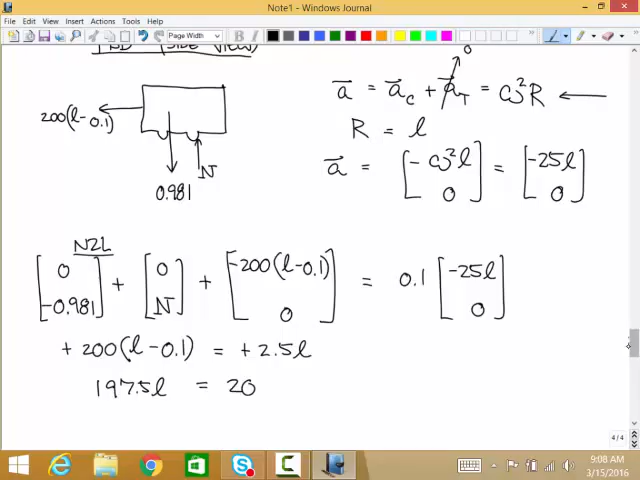 Note1 - Windows Journal
File Edit View Insert Actions Tools Help
Page Width
FBD (SIDE VIEW)
0
200(l-0.1)
N
0.981
a = a_C + a_T = ω²R
R = l
a = [-ω²l 0] = [-25l 0]
N2L
[0 -0.981] + [0 N] + [-200(l-0.1) 0] = 0.1 [-25l 0]
+200(l-0.1) = +2.5l
197.5l = 20
4/4
9:08 AM
3/15/2016